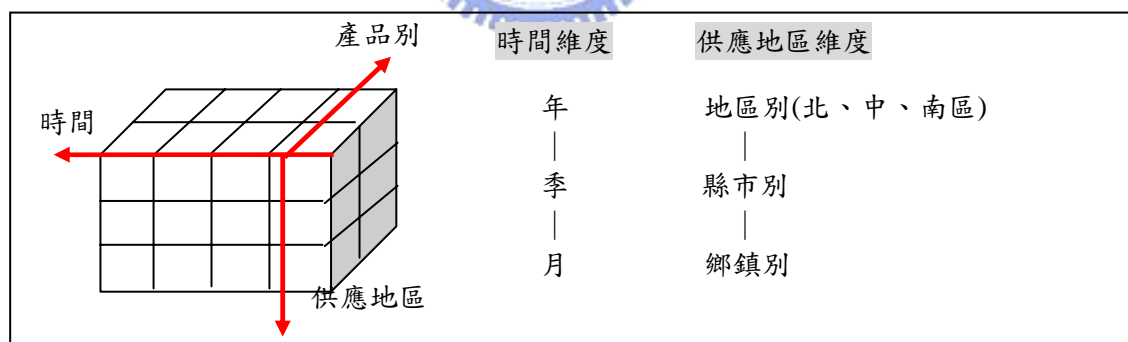 產品別
時間
供應地區
時間維度
年
|
季
|
月
供應地區維度
地區別(北、中、南區)
|
縣市別
|
鄉鎮別